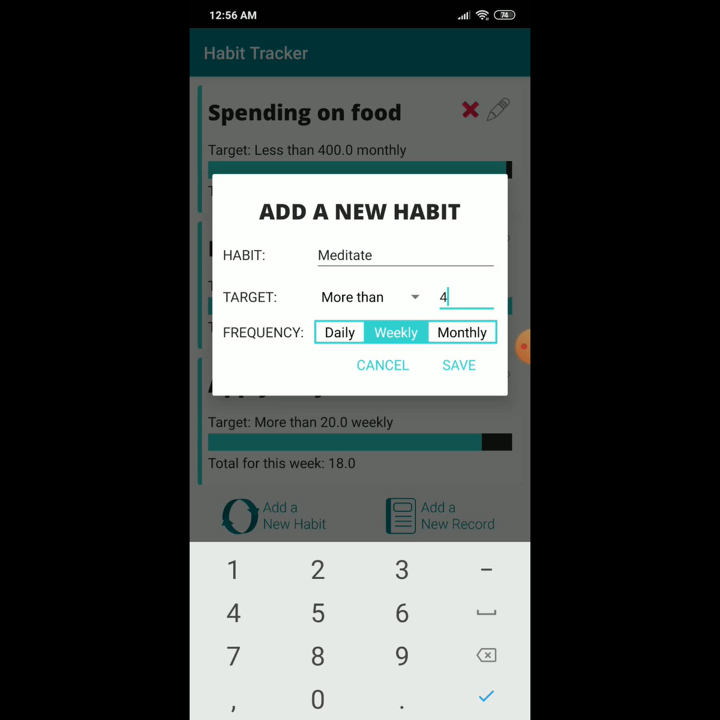 12:56 AM
74
Habit Tracker
Spending on food
Target: Less than 400.0 monthly
ADD A NEW HABIT
HABIT: Meditate
TARGET: More than 4
FREQUENCY: Daily Weekly Monthly
CANCEL SAVE
Target: More than 20.0 weekly
Total for this week: 18.0
Add a
New Habit
Add a
New Record
1 2 3 -
4 5 6
7 8 9
, 0 .